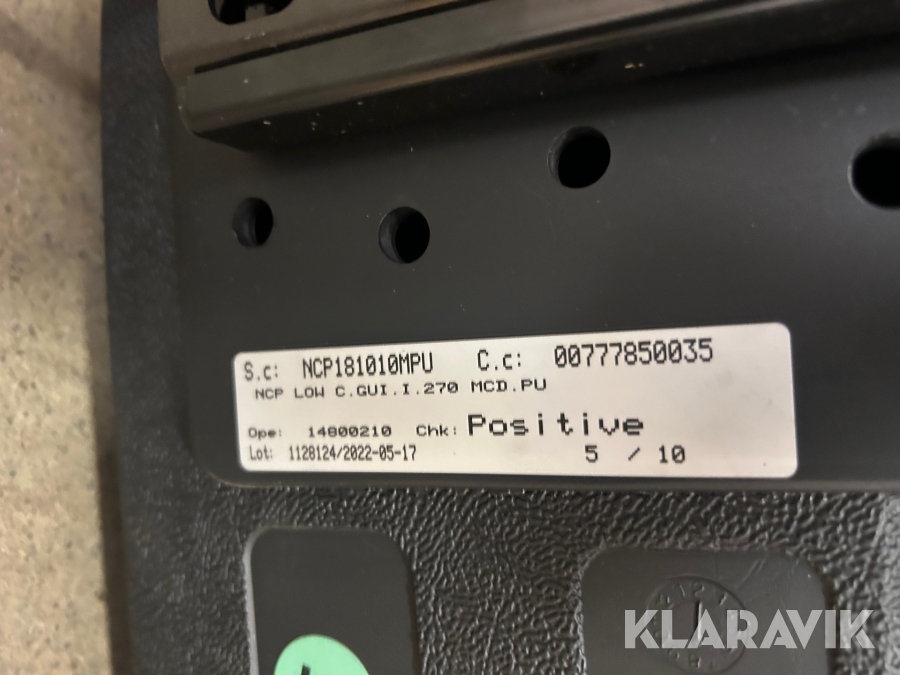 S.c: NCP181010MPU C.c: 00777850035
NCP LOW C.GUI.I.270 MCD.PU
Ope: 14800210 Chk: Positive
Lot: 1128124/2022-05-17 5 / 10
KLARAVIK